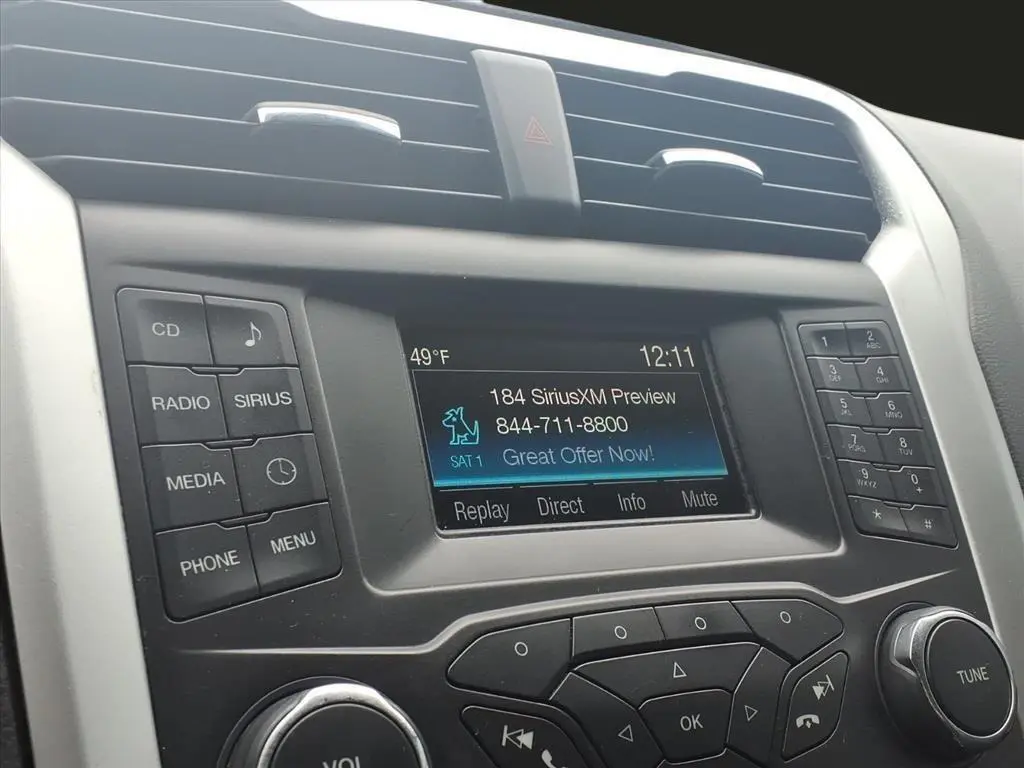 CD
RADIO SIRIUS
MEDIA
PHONE MENU
49°F 12:11
184 SiriusXM Preview
844-711-8800
SAT 1 Great Offer Now!
Replay Direct Info Mute
1 2 ABC
3 DEF 4 GHI
5 JKL 6 MNO
7 PQRS 8 TUV
9 WXYZ 0 +
* #
OK
TUNE
VOL